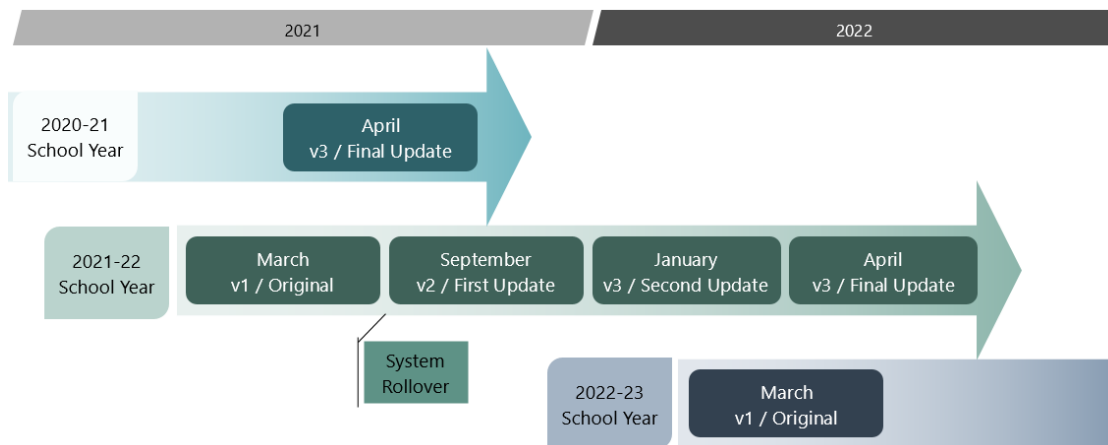 2021
2022
2020-21
School Year
April
v3 / Final Update
2021-22
School Year
March
v1 / Original
September
v2 / First Update
January
v3 / Second Update
April
v3 / Final Update
System
Rollover
2022-23
School Year
March
v1 / Original